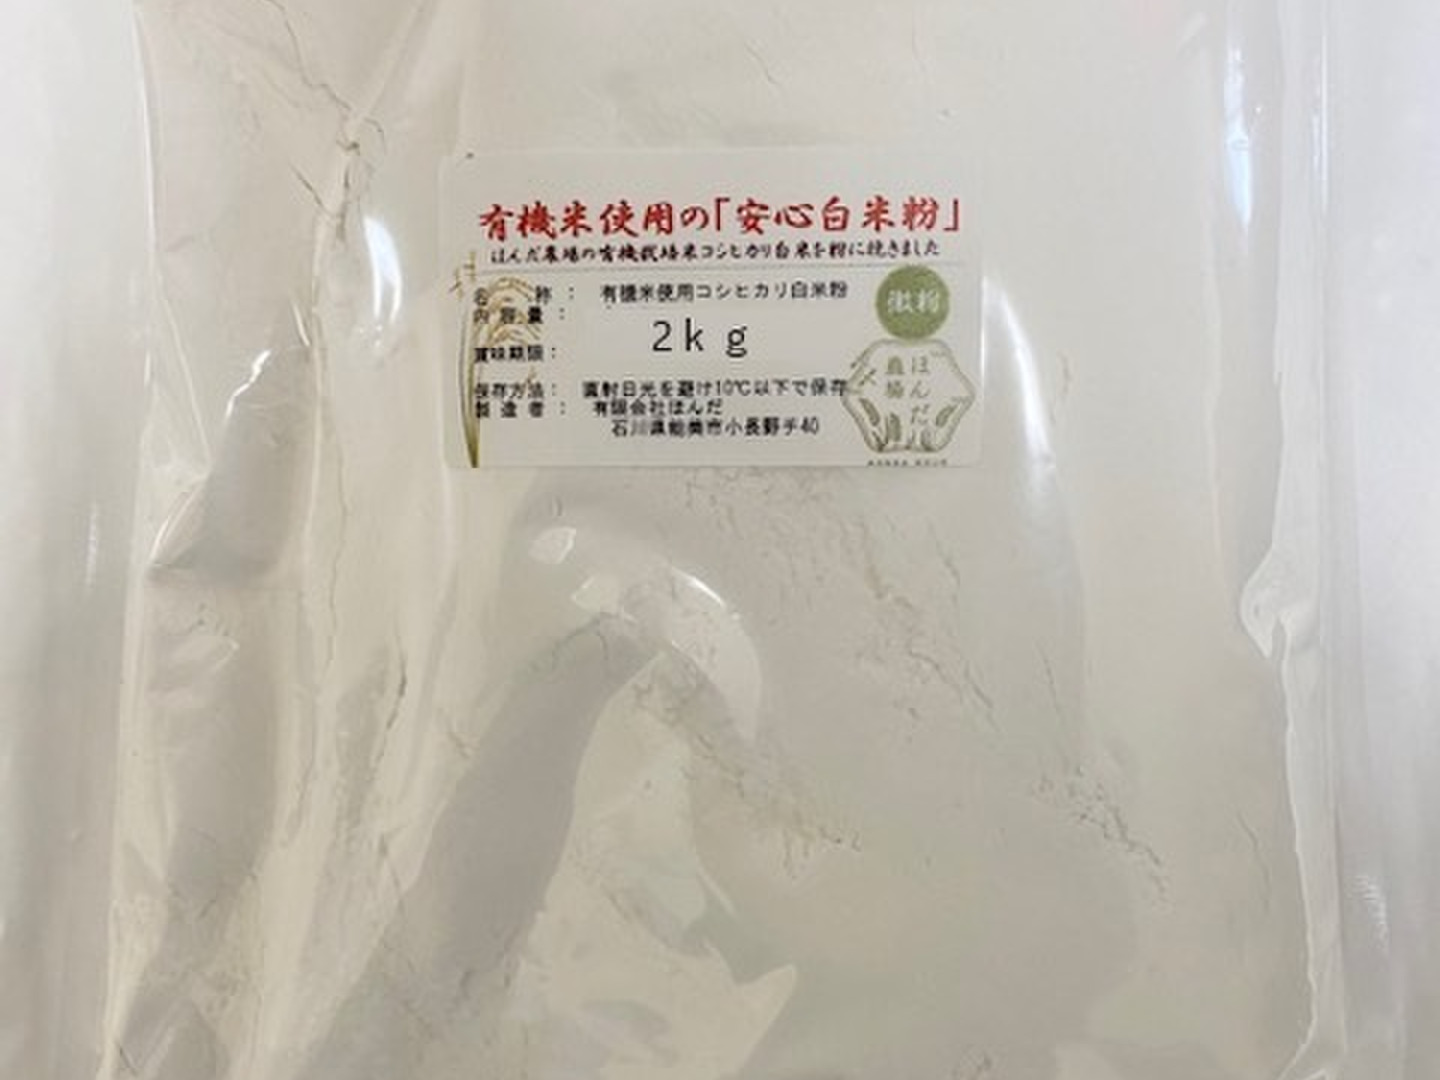 有機米使用の「安心白米粉」
ほんだ農場の有機栽培米コシヒカリ白米を粉に挽きました
名 称 : 有機米使用コシヒカリ白米粉
内 容 量 :
2kg
賞味期限:
保存方法: 直射日光を避け10℃以下で保存
製 造 者 : 有限会社ほんだ
石川県能美市小長野チ40
微粉
ほんだ
農場